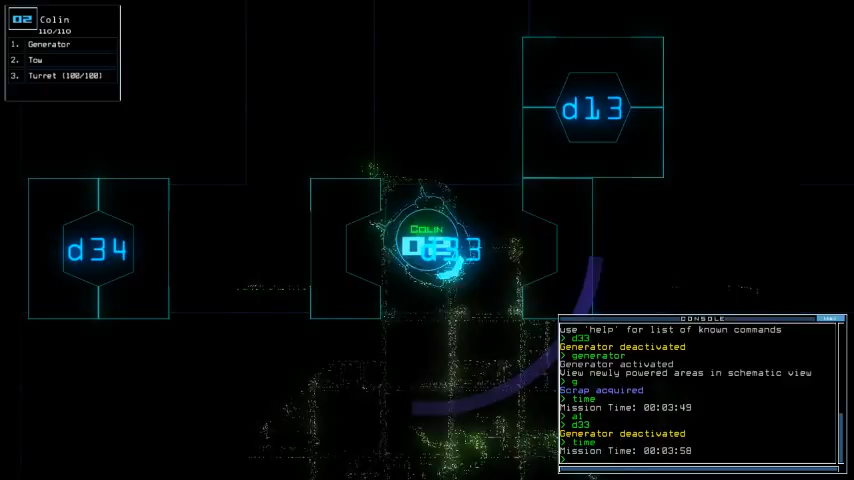 02 Colin
110/110
1. Generator
2. Tow
3. Turret (100/100)
d13
d34
COLIN
02
d33
CONSOLE
use 'help' for list of known commands
> d33
Generator deactivated
> generator
Generator activated
View newly powered areas in schematic view
> g
Scrap acquired
> time
Mission Time: 00:03:49
> a1
> d33
Generator deactivated
> time
Mission Time: 00:03:58
>